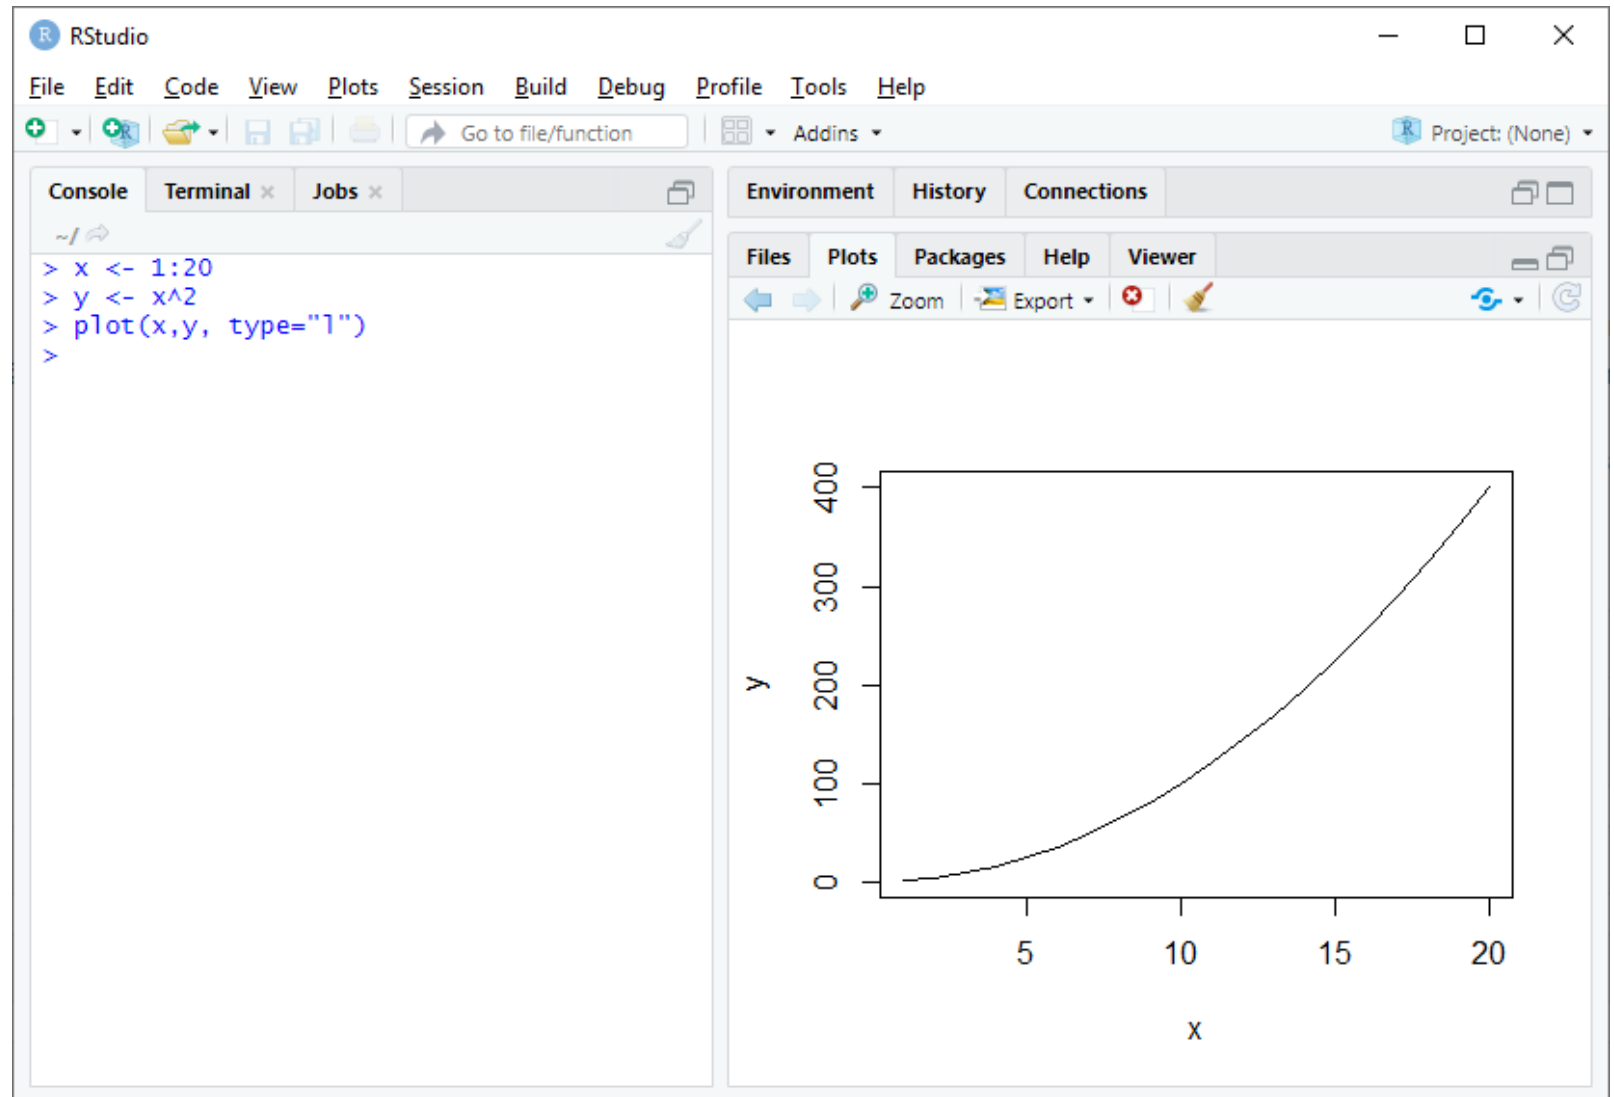 R RStudio
File Edit Code View Plots Session Build Debug Profile Tools Help
Go to file/function Addins R Project: (None)
Console Terminal Jobs
~/
> x <- 1:20
> y <- x^2
> plot(x,y, type="l")
>
Environment History Connections
Files Plots Packages Help Viewer
Zoom Export
400
300
200
100
0
y
5 10 15 20
x